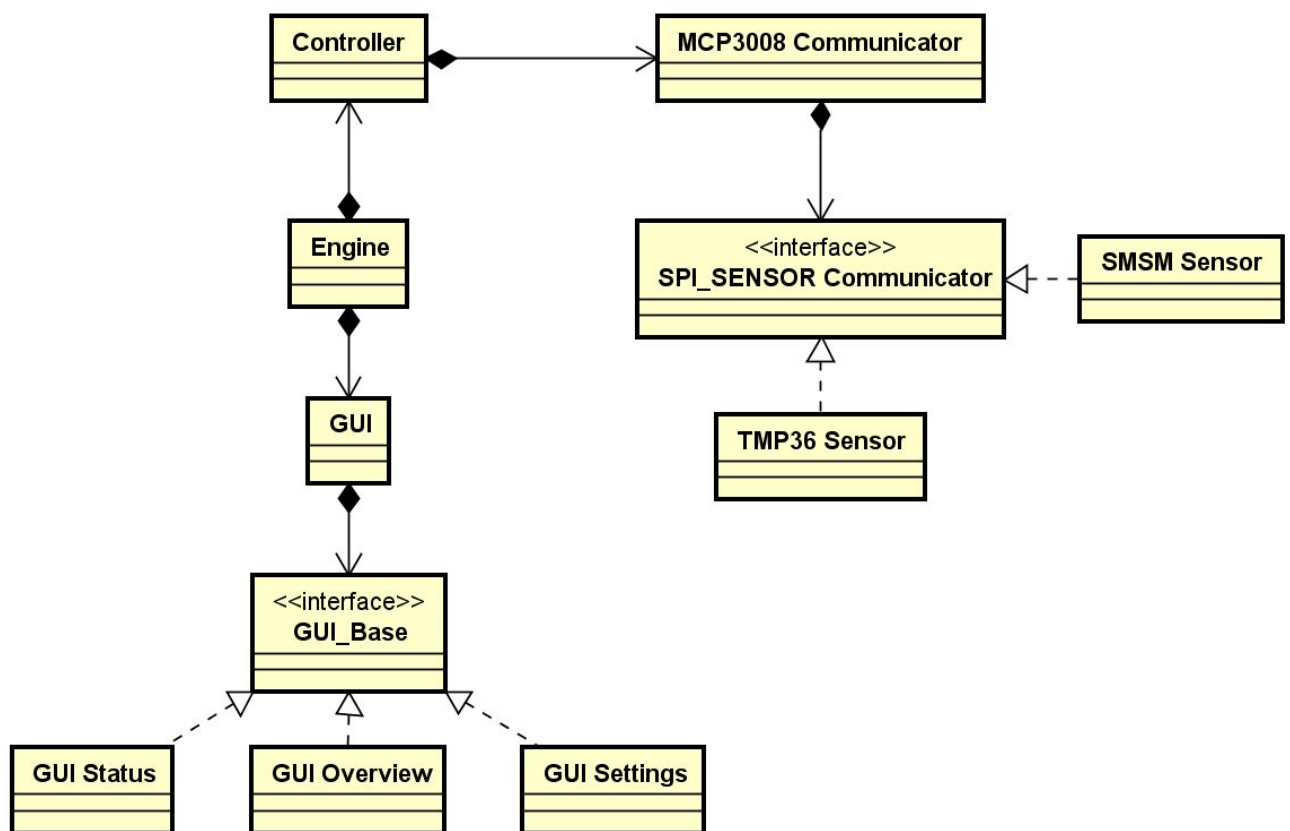 Controller
MCP3008 Communicator
Engine
<<interface>>
SPI_SENSOR Communicator
SMSM Sensor
GUI
TMP36 Sensor
<<interface>>
GUI_Base
GUI Status
GUI Overview
GUI Settings